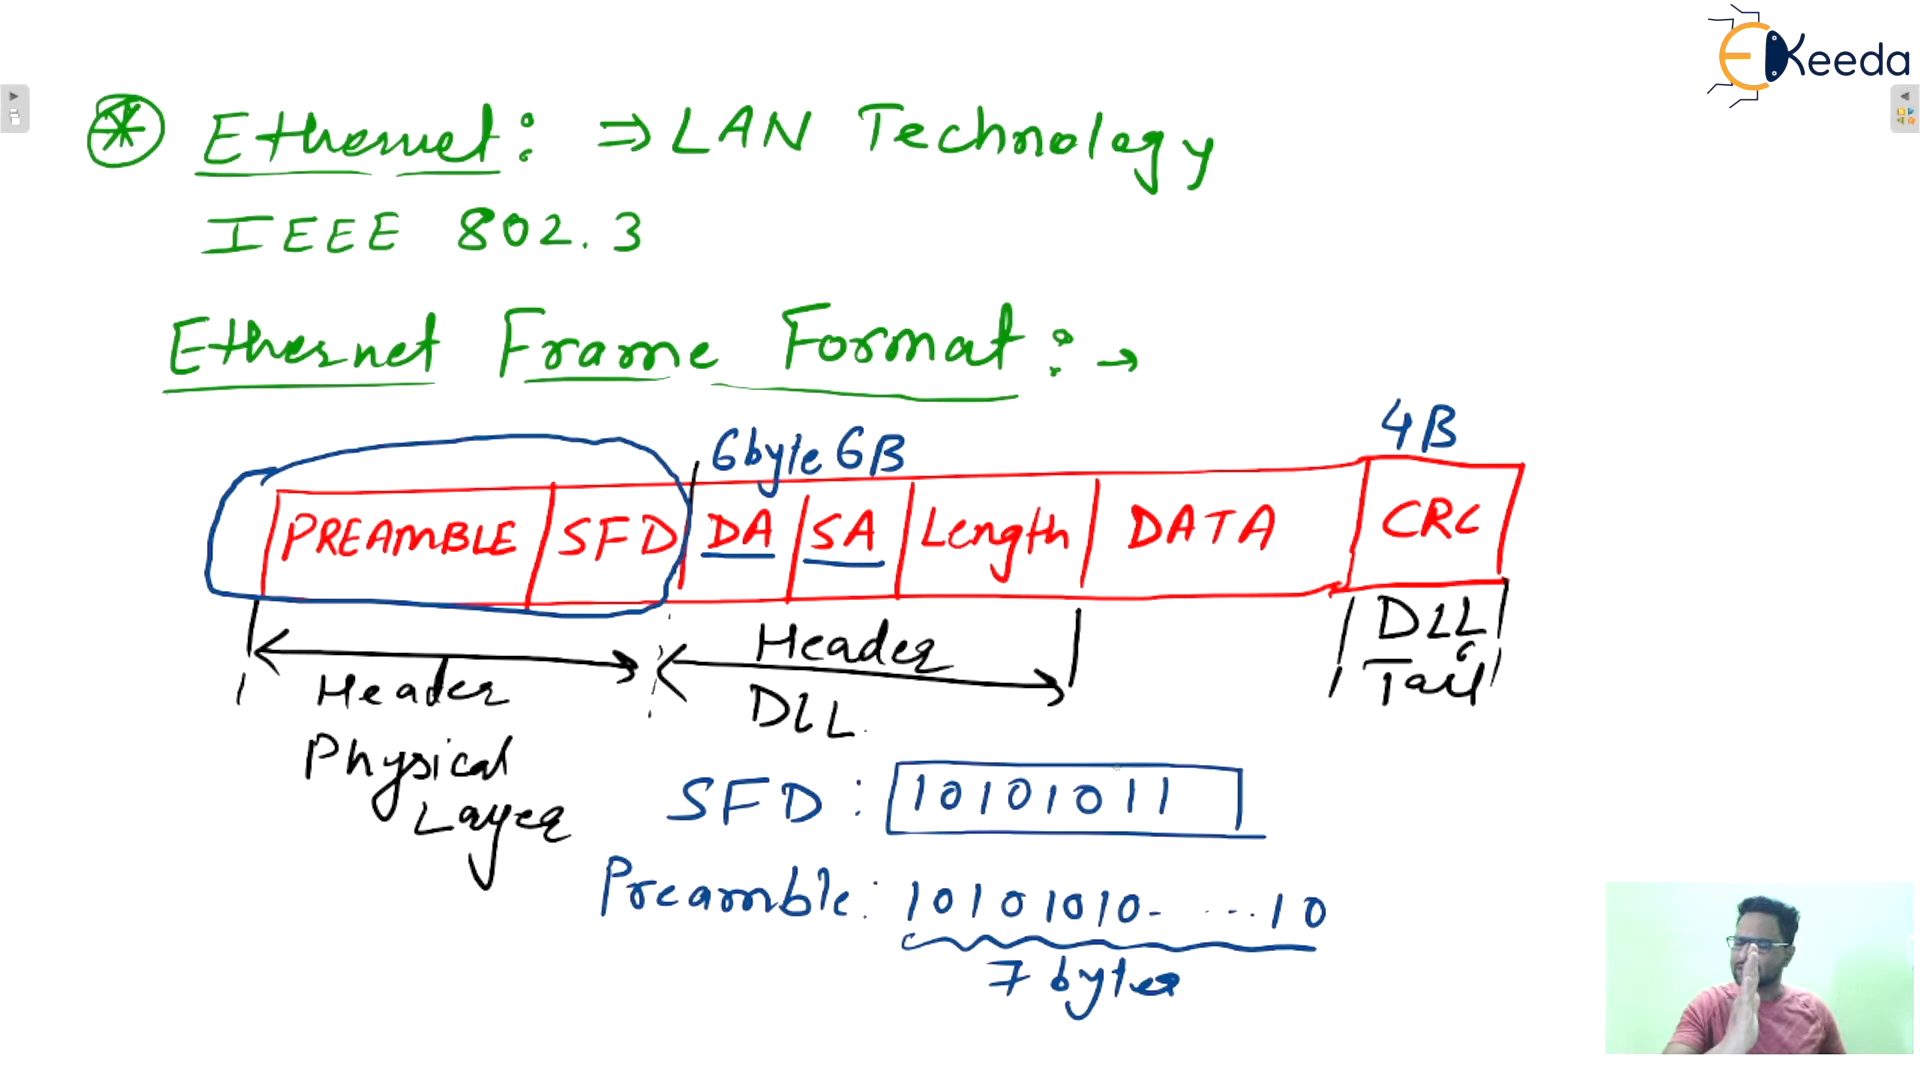 EKeeda
* Ethernet: ⇒ LAN Technology
IEEE 802.3
Ethernet Frame Format: →
6byte 6B 4B
PREAMBLE SFD DA SA Length DATA CRC
Header Header DLL
Physical DLL Tail
Layer
SFD: 10101011
Preamble: 10101010- ...10
7 bytes